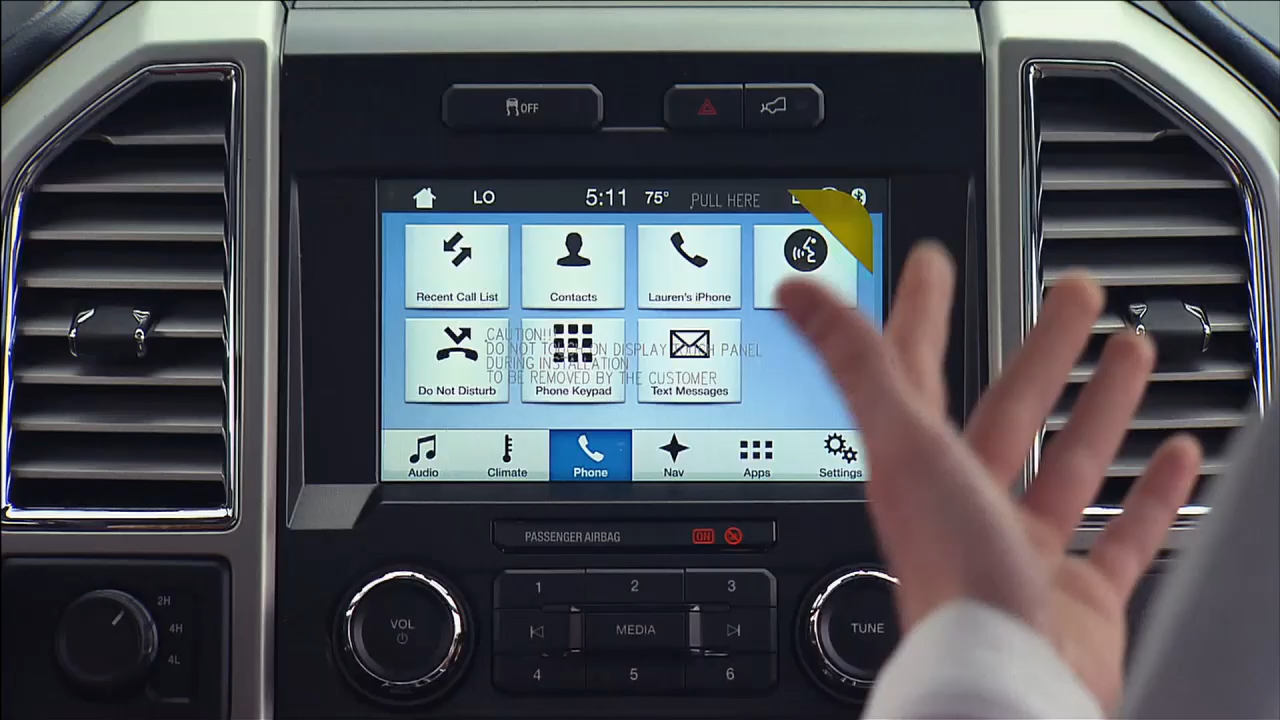 OFF
LO 5:11 75° PULL HERE
Recent Call List Contacts Lauren's iPhone
CAUTION!!
DO NOT TOUCH ON DISPLAY TOUCH PANEL
DURING INSTALLATION
TO BE REMOVED BY THE CUSTOMER
Do Not Disturb Phone Keypad Text Messages
Audio Climate Phone Nav Apps Settings
PASSENGER AIRBAG ON
1 2 3
2H
4H
4L
VOL
MEDIA
TUNE
4 5 6